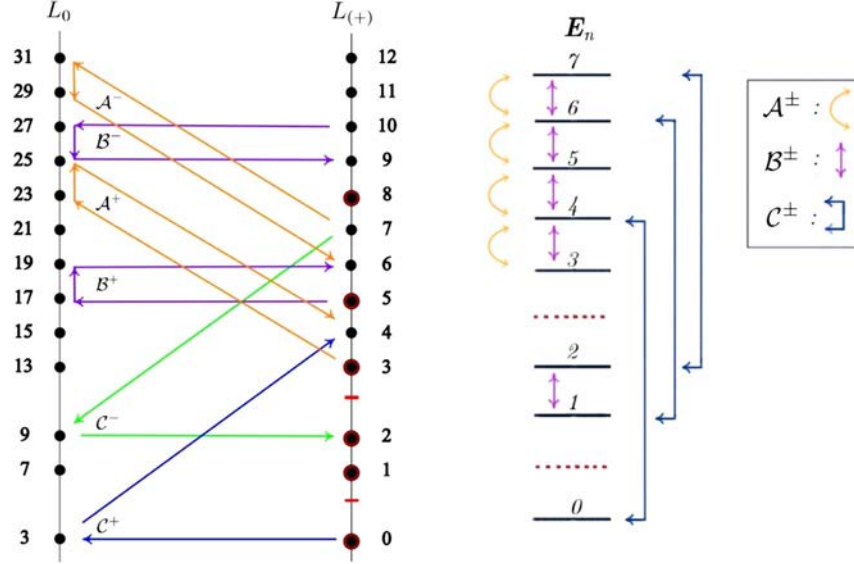 L₀ L₍₊₎
31 12
29 11
𝒜⁻
27 10
ℬ⁻
25 9
23 8
𝒜⁺
21 7
19 6
ℬ⁺
17 5
15 4
13 3
𝒞⁻
9 2
7 1
𝒞⁺
3 0
Eₙ
7
6
5
4
3
2
1
0
𝒜± :
ℬ± :
𝒞± :